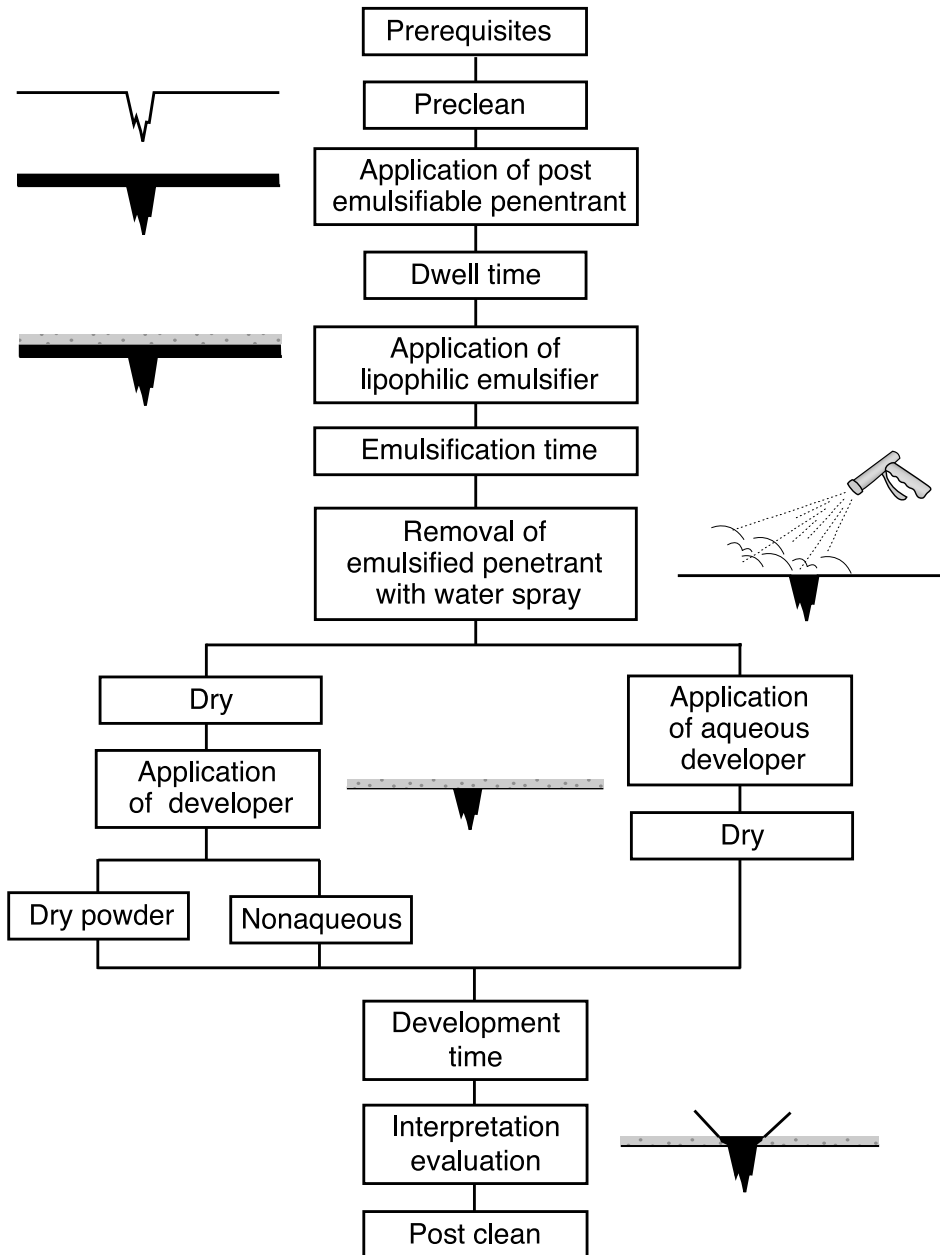 Prerequisites
Preclean
Application of post
emulsifiable penentrant
Dwell time
Application of
lipophilic emulsifier
Emulsification time
Removal of
emulsified penetrant
with water spray
Dry
Application
of developer
Dry powder
Nonaqueous
Application
of aqueous
developer
Dry
Development
time
Interpretation
evaluation
Post clean